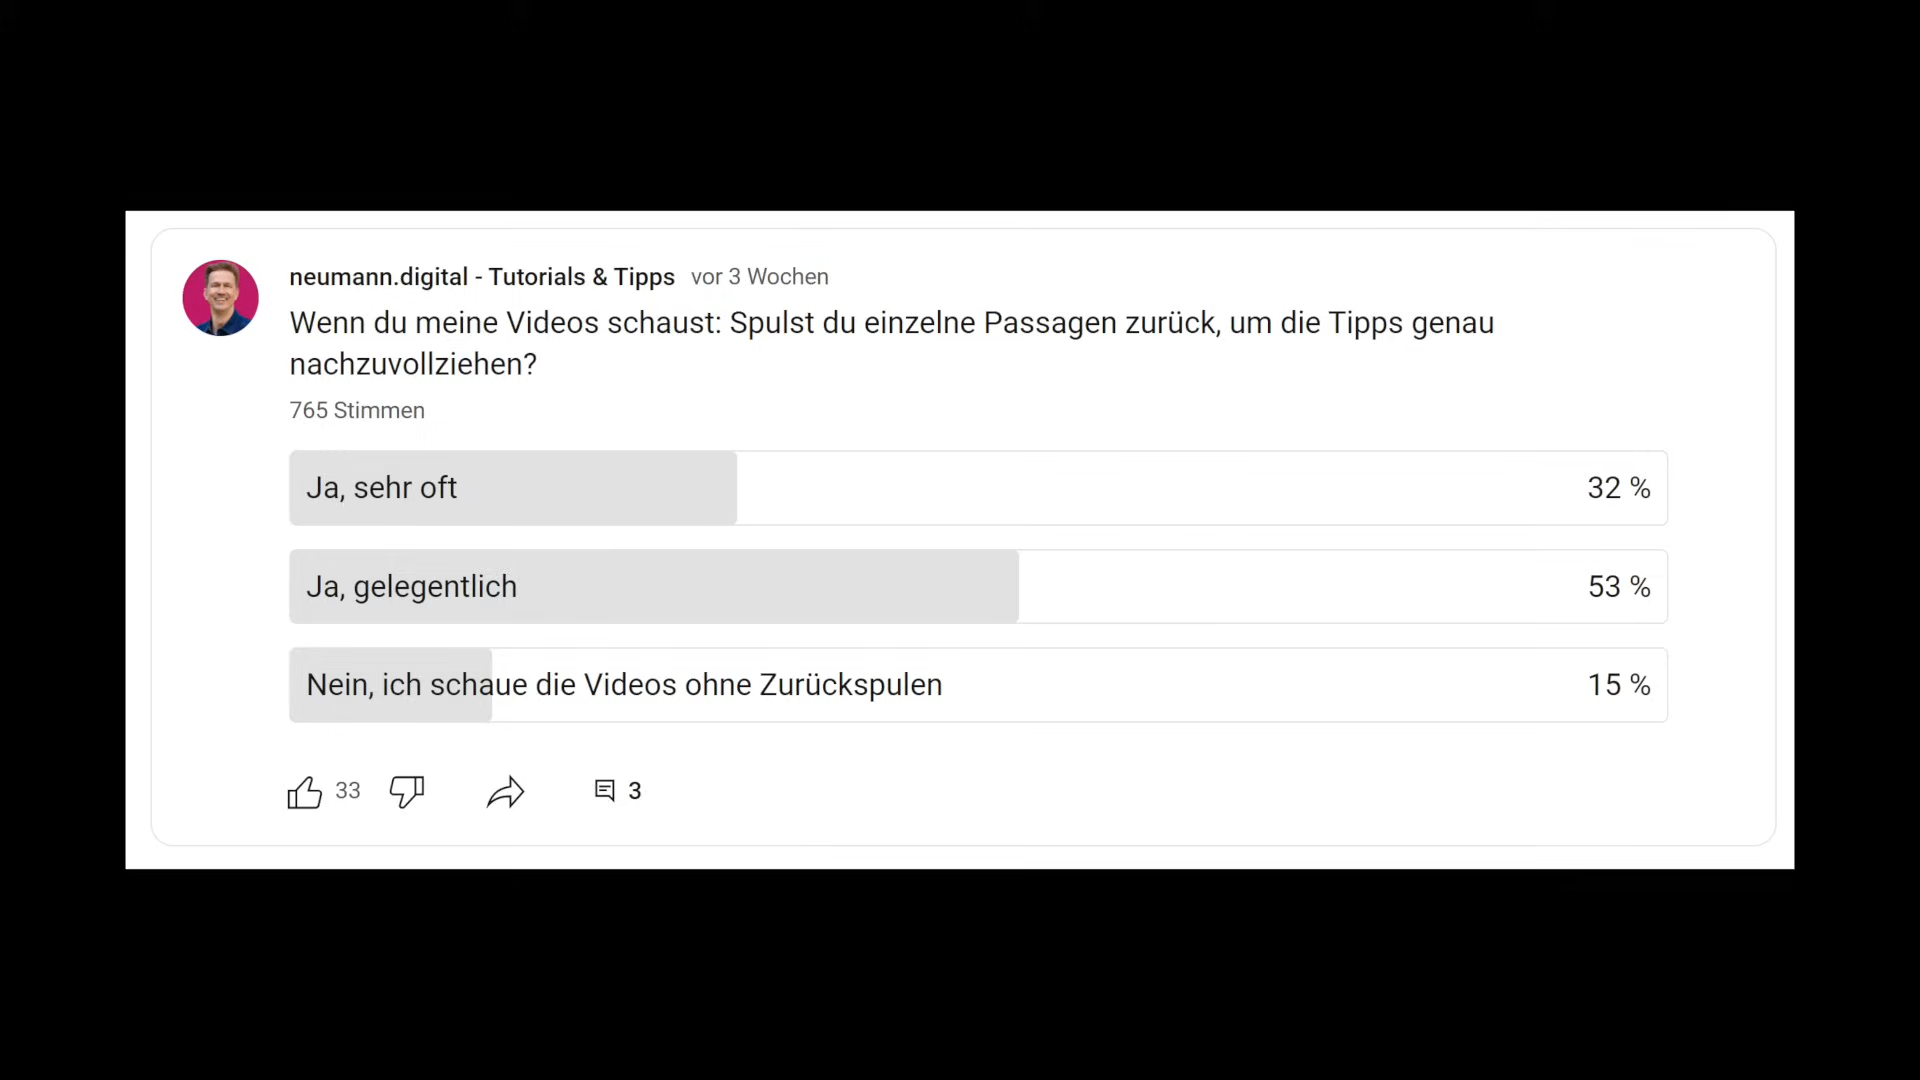 neumann.digital - Tutorials & Tipps vor 3 Wochen
Wenn du meine Videos schaust: Spulst du einzelne Passagen zurück, um die Tipps genau
nachzuvollziehen?
765 Stimmen
Ja, sehr oft 32 %
Ja, gelegentlich 53 %
Nein, ich schaue die Videos ohne Zurückspulen 15 %
33 3